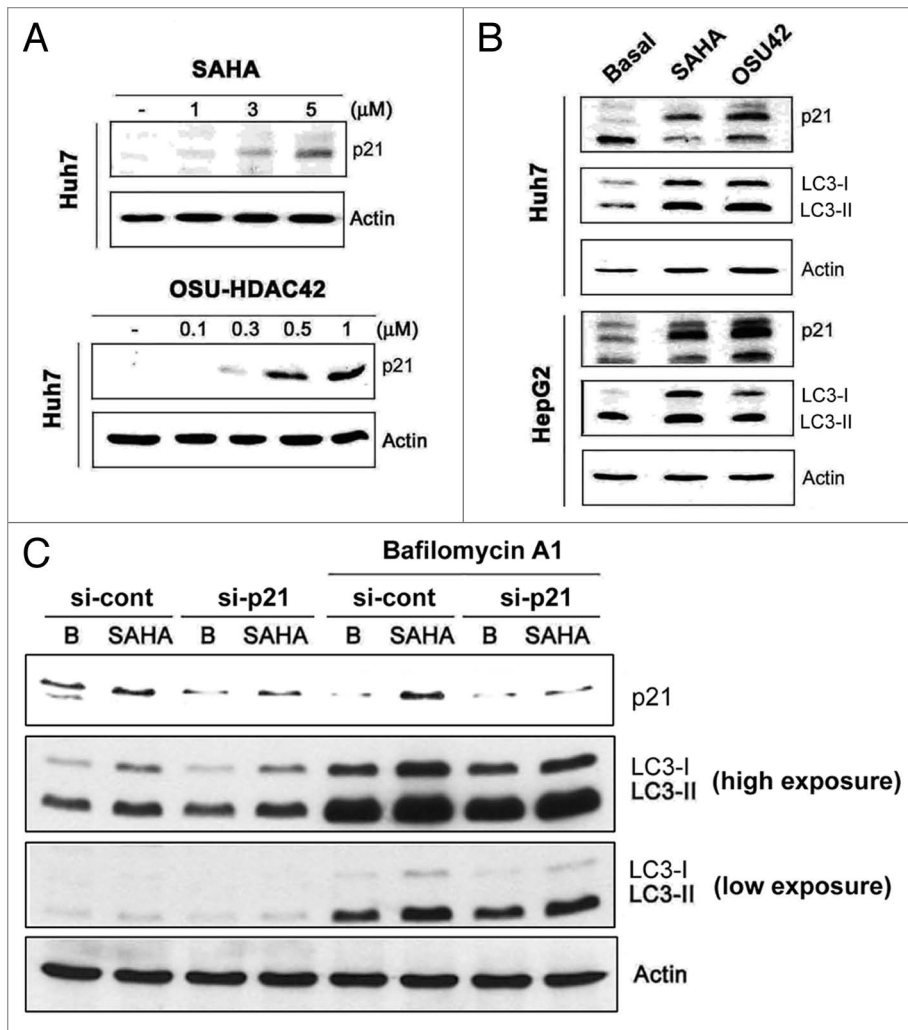 A
SAHA
- 1 3 5 (µM)
Huh7
p21
Actin
OSU-HDAC42
- 0.1 0.3 0.5 1 (µM)
Huh7
p21
Actin
B
Basal SAHA OSU42
Huh7
p21
LC3-I
LC3-II
Actin
HepG2
p21
LC3-I
LC3-II
Actin
C
Bafilomycin A1
si-cont si-p21 si-cont si-p21
B SAHA B SAHA B SAHA B SAHA
p21
LC3-I
LC3-II (high exposure)
LC3-I
LC3-II (low exposure)
Actin